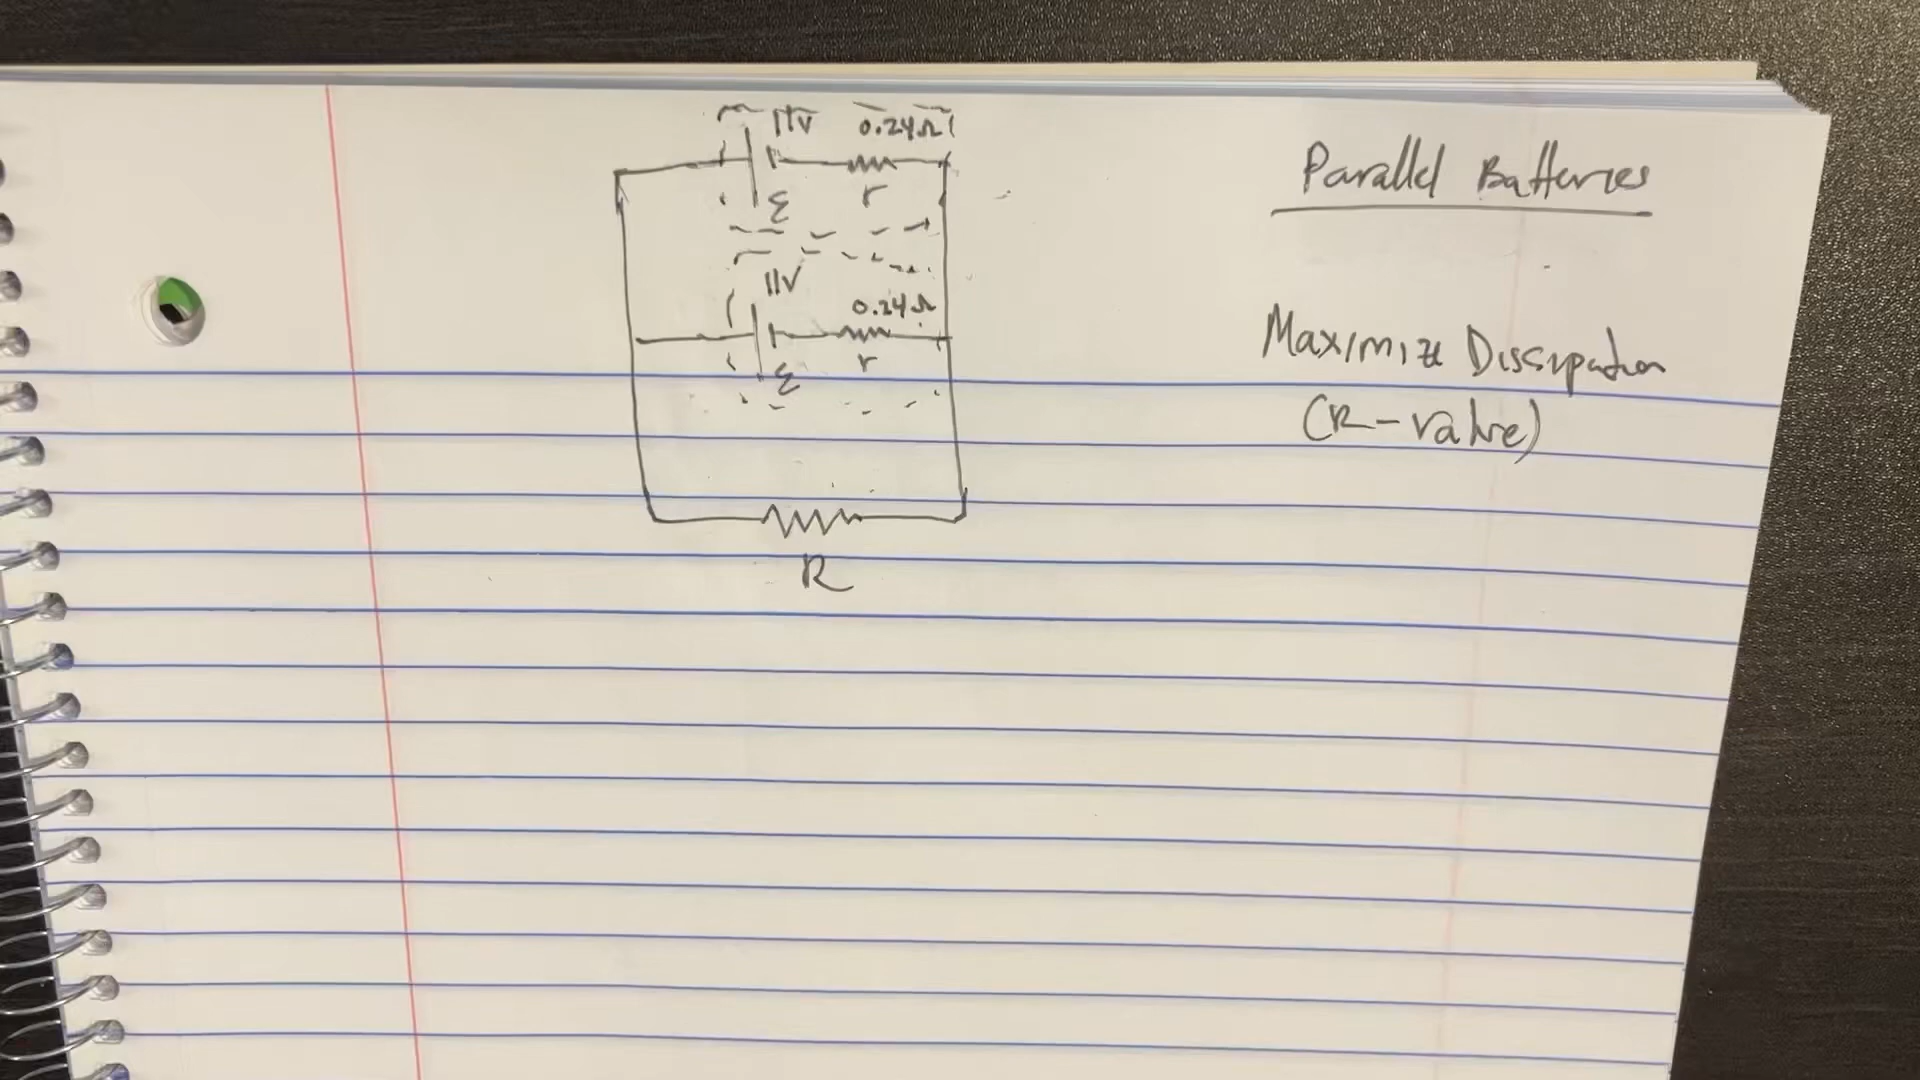 11V 0.24Ω
r
ε
11V
0.24Ω
r
ε
R
Parallel Batteries
Maximize Dissipation
(R-value)